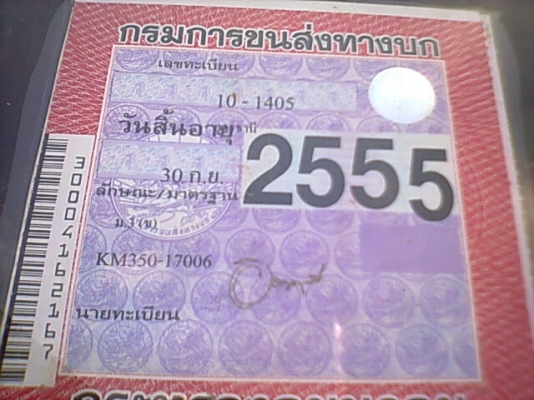 กรมการขนส่งทางบก
เลขทะเบียน
10 - 1405
วันสิ้นอายุ
30 ก.ย.
2555
ลักษณะ/มาตรฐาน
ม.3 (ข)
KM350-17006
นายทะเบียน
30004162167